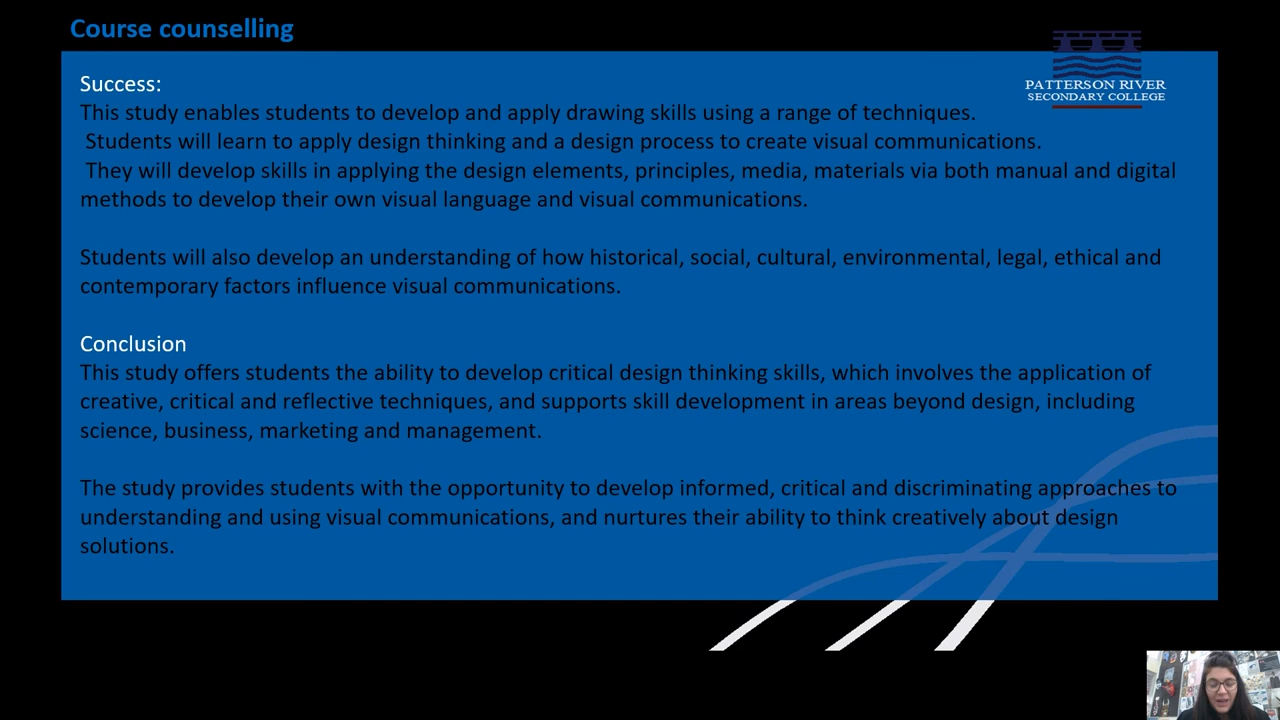 Course counselling
PATTERSON RIVER
SECONDARY COLLEGE
Success:
This study enables students to develop and apply drawing skills using a range of techniques.
Students will learn to apply design thinking and a design process to create visual communications.
They will develop skills in applying the design elements, principles, media, materials via both manual and digital
methods to develop their own visual language and visual communications.
Students will also develop an understanding of how historical, social, cultural, environmental, legal, ethical and
contemporary factors influence visual communications.
Conclusion
This study offers students the ability to develop critical design thinking skills, which involves the application of
creative, critical and reflective techniques, and supports skill development in areas beyond design, including
science, business, marketing and management.
The study provides students with the opportunity to develop informed, critical and discriminating approaches to
understanding and using visual communications, and nurtures their ability to think creatively about design
solutions.